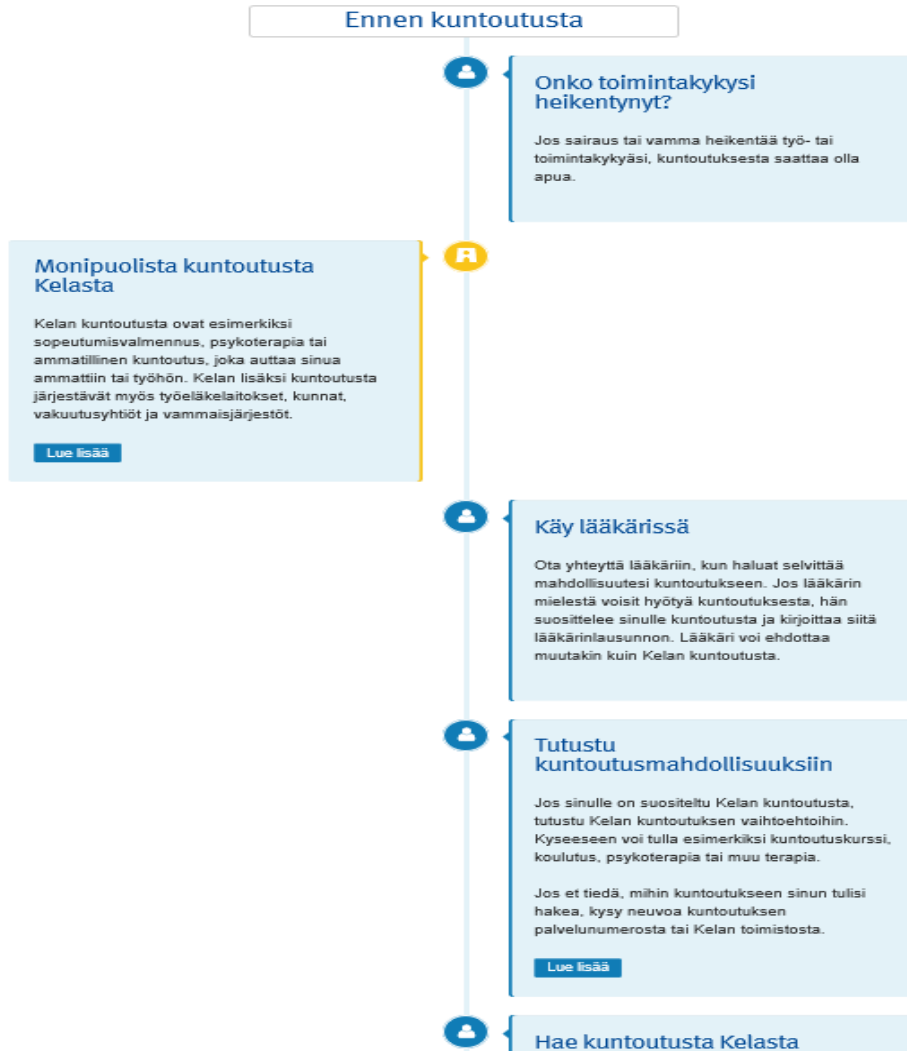 Ennen kuntoutusta
Onko toimintakykysi
heikentynyt?
Jos sairaus tai vamma heikentää työ- tai
toimintakykyäsi, kuntoutuksesta saattaa olla
apua.
Monipuolista kuntoutusta
Kelasta
Kelan kuntoutusta ovat esimerkiksi
sopeutumisvalmennus, psykoterapia tai
ammatillinen kuntoutus, joka auttaa sinua
ammattiin tai työhön. Kelan lisäksi kuntoutusta
järjestävät myös työeläkelaitokset, kunnat,
vakuutusyhtiöt ja vammaisjärjestöt.
Lue lisää
Käy lääkärissä
Ota yhteyttä lääkäriin, kun haluat selvittää
mahdollisuutesi kuntoutukseen. Jos lääkärin
mielestä voisit hyötyä kuntoutuksesta, hän
suosittelee sinulle kuntoutusta ja kirjoittaa siitä
lääkärinlausunnon. Lääkäri voi ehdottaa
muutakin kuin Kelan kuntoutusta.
Tutustu
kuntoutusmahdollisuuksiin
Jos sinulle on suositeltu Kelan kuntoutusta,
tutustu Kelan kuntoutuksen vaihtoehtoihin.
Kyseeseen voi tulla esimerkiksi kuntoutuskurssi,
koulutus, psykoterapia tai muu terapia.
Jos et tiedä, mihin kuntoutukseen sinun tulisi
hakea, kysy neuvoa kuntoutuksen
palvelunumerosta tai Kelan toimistosta.
Lue lisää
Hae kuntoutusta Kelasta